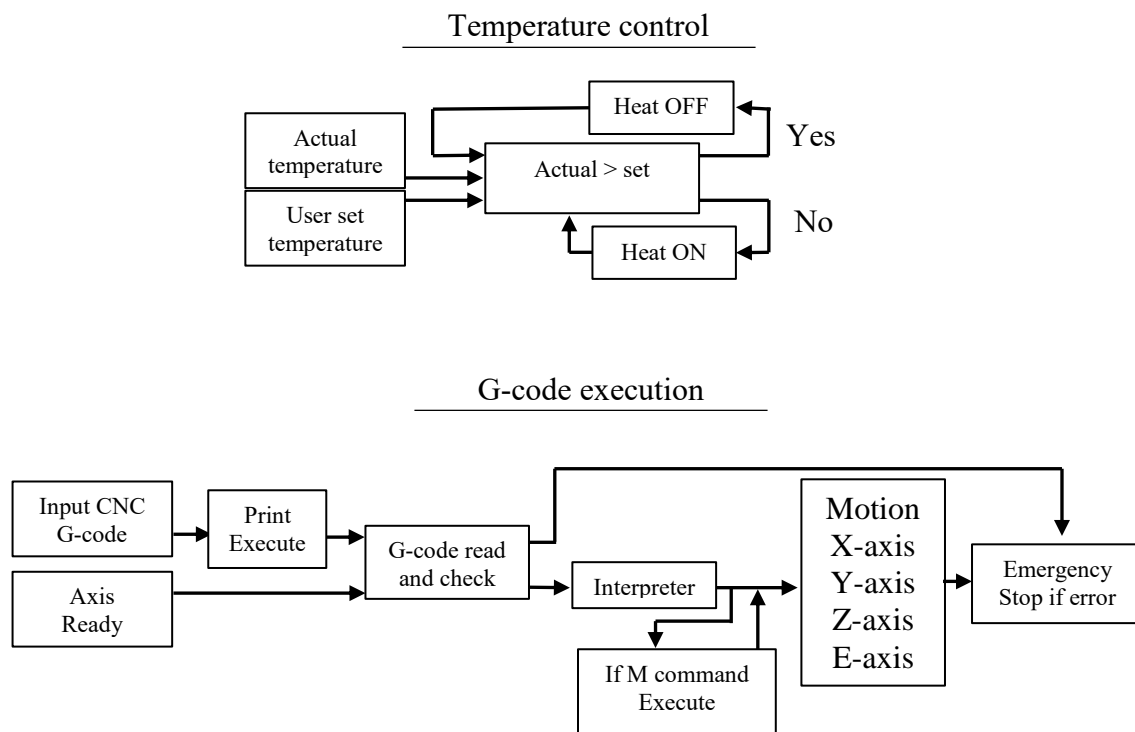 Temperature control
Heat OFF
Yes
Actual
temperature
Actual > set
User set
temperature
No
Heat ON
G-code execution
Input CNC
G-code
Print
Execute
G-code read
and check
Axis
Ready
Interpreter
If M command
Execute
Motion
X-axis
Y-axis
Z-axis
E-axis
Emergency
Stop if error